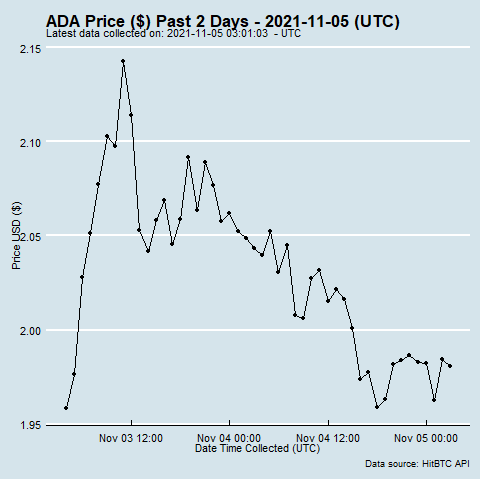 ADA Price ($) Past 2 Days - 2021-11-05 (UTC)
Latest data collected on: 2021-11-05 03:01:03 - UTC
2.15
2.10
2.05
2.00
1.95
Price USD ($)
Nov 03 12:00 Nov 04 00:00 Nov 04 12:00 Nov 05 00:00
Date Time Collected (UTC)
Data source: HitBTC API